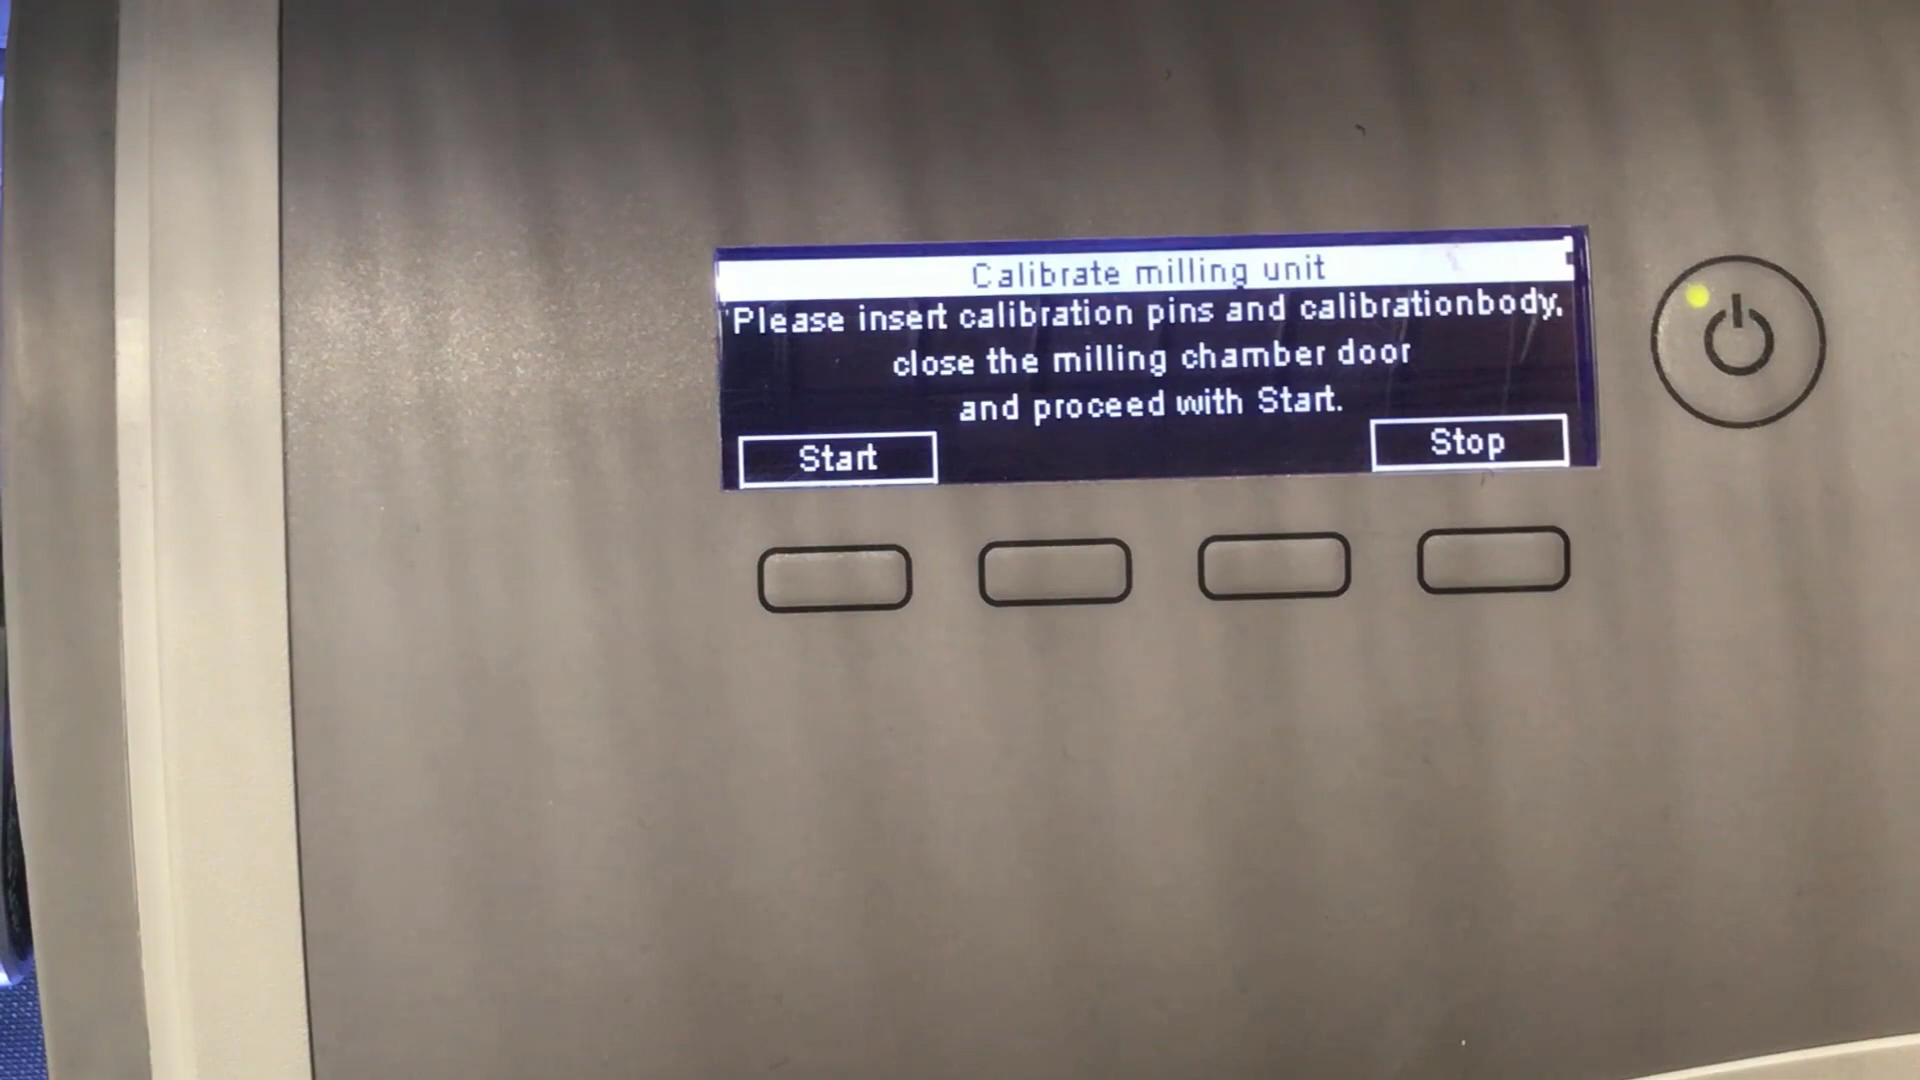 Calibrate milling unit
Please insert calibration pins and calibrationbody,
close the milling chamber door
and proceed with Start.
Start
Stop